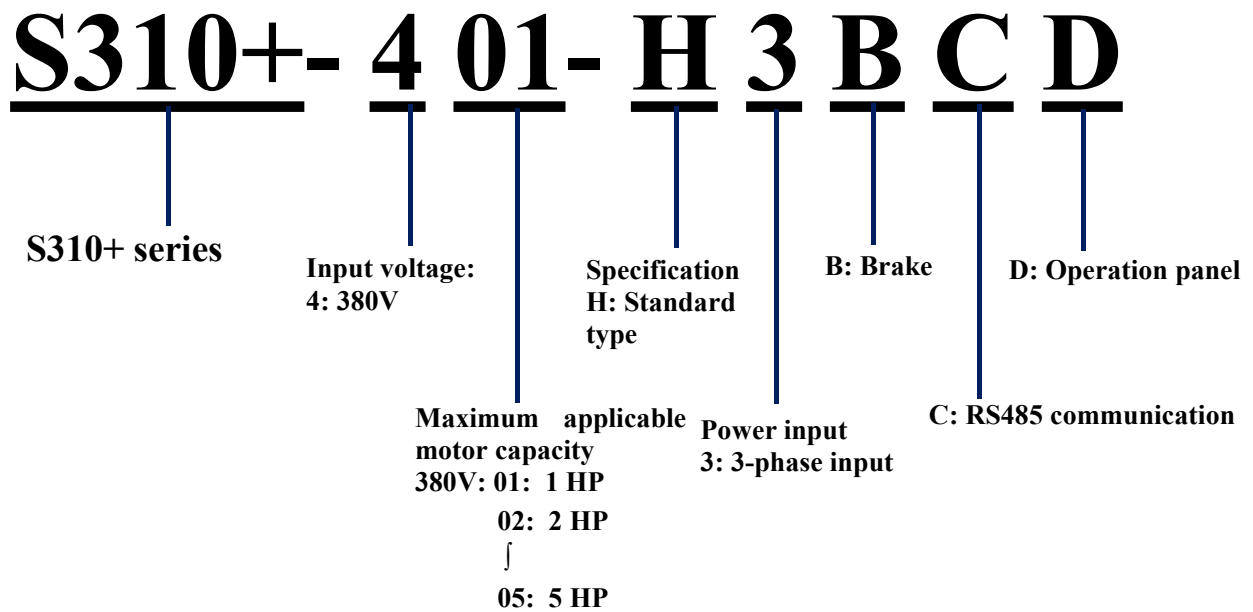 S310+- 4 01- H 3 B C D
S310+ series
Input voltage:
4: 380V
Specification
H: Standard
type
B: Brake
D: Operation panel
Maximum applicable
motor capacity
380V: 01: 1 HP
02: 2 HP
∫
05: 5 HP
Power input
3: 3-phase input
C: RS485 communication